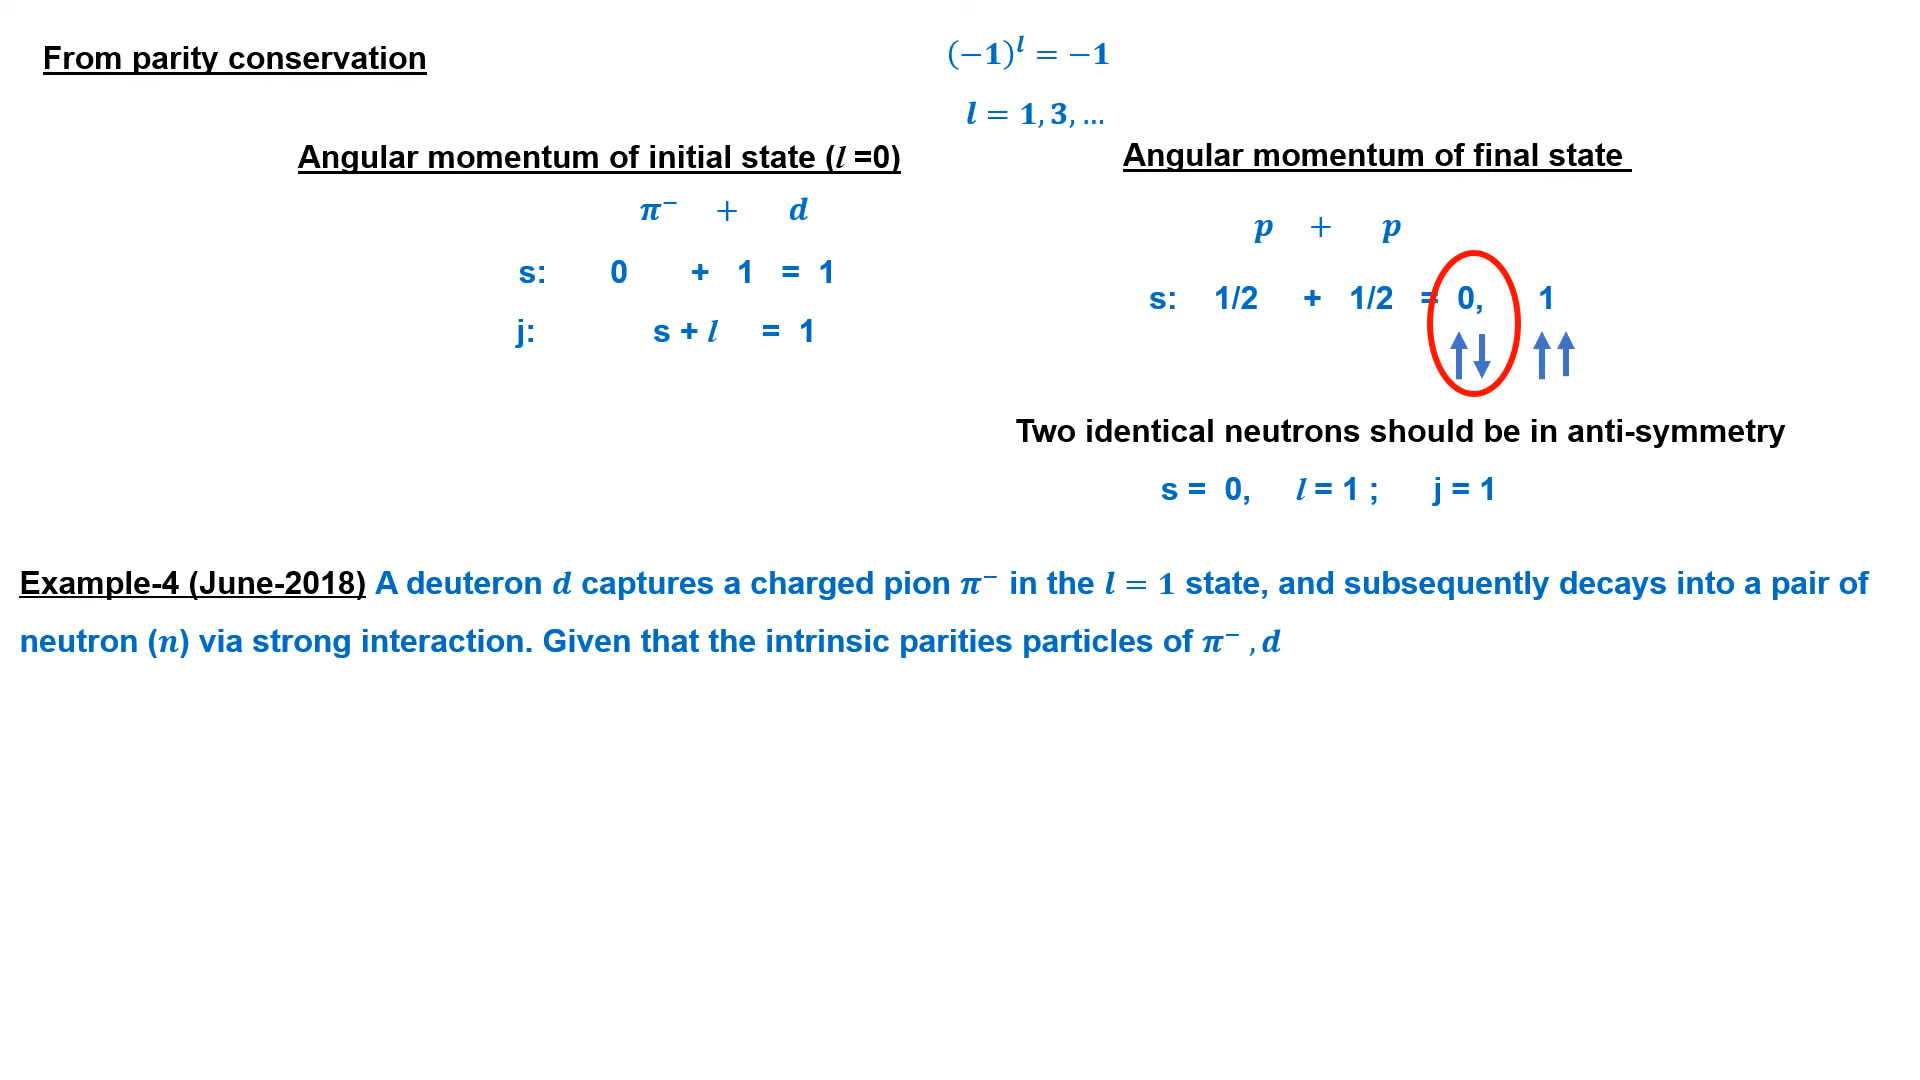 From parity conservation
(−1)^l = −1
l = 1, 3, ...
Angular momentum of initial state (l =0)
Angular momentum of final state
π⁻ + d
p + p
s: 0 + 1 = 1
s: 1/2 + 1/2 = 0, 1
j: s + l = 1
Two identical neutrons should be in anti-symmetry
s = 0, l = 1 ; j = 1
Example-4 (June-2018) A deuteron d captures a charged pion π⁻ in the l = 1 state, and subsequently decays into a pair of
neutron (n) via strong interaction. Given that the intrinsic parities particles of π⁻ , d